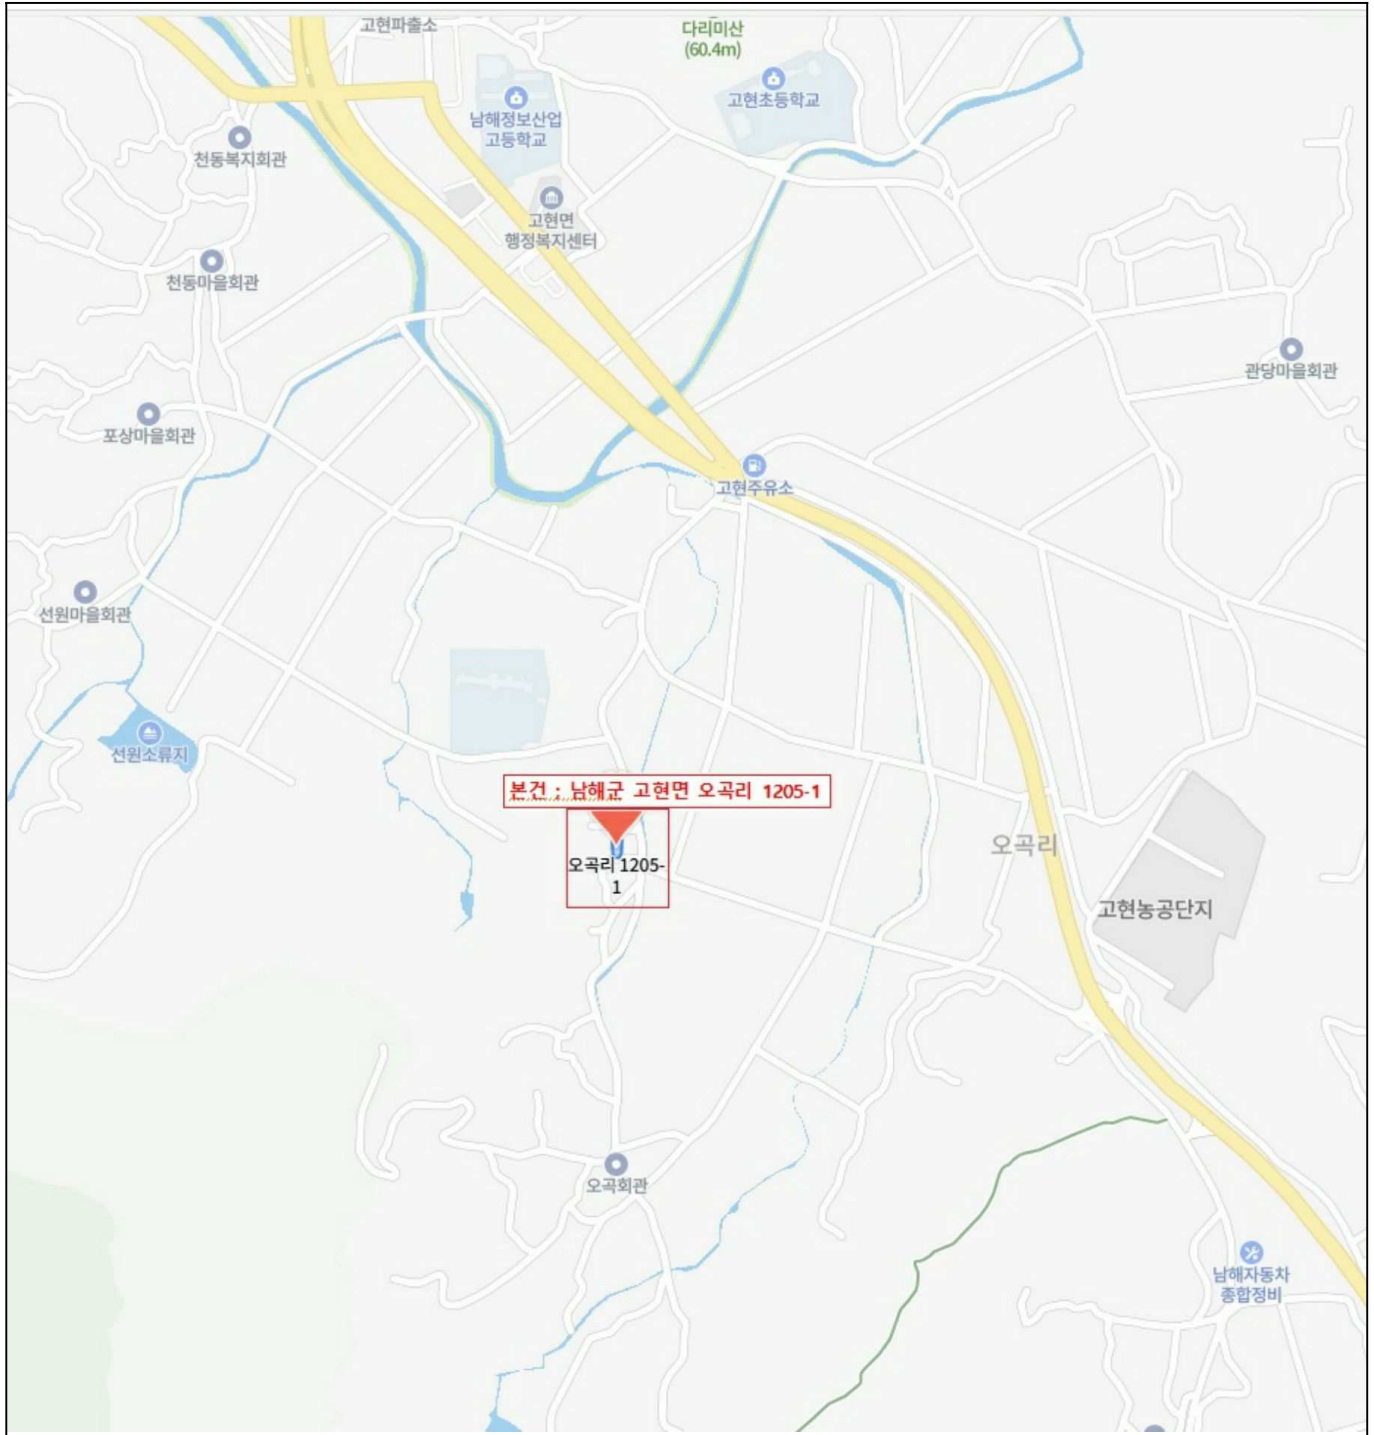 고현파출소
다리미산
(60.4m)
고현초등학교
남해정보산업
고등학교
천동복지회관
고현면
행정복지센터
천동마을회관
관당마을회관
포상마을회관
고현주유소
선원마을회관
선원소류지
본건 : 남해군 고현면 오곡리 1205-1
오곡리
오곡리 1205-
1
고현농공단지
오곡회관
남해자동차
종합정비